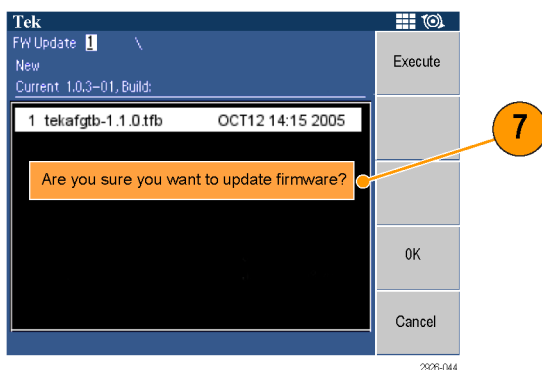 Tek
FW Update 1 \
New
Current 1.0.3-01, Build:
1 tekafgtb-1.1.0.tfb OCT12 14:15 2005
Are you sure you want to update firmware?
Execute
OK
Cancel
7
2926-044